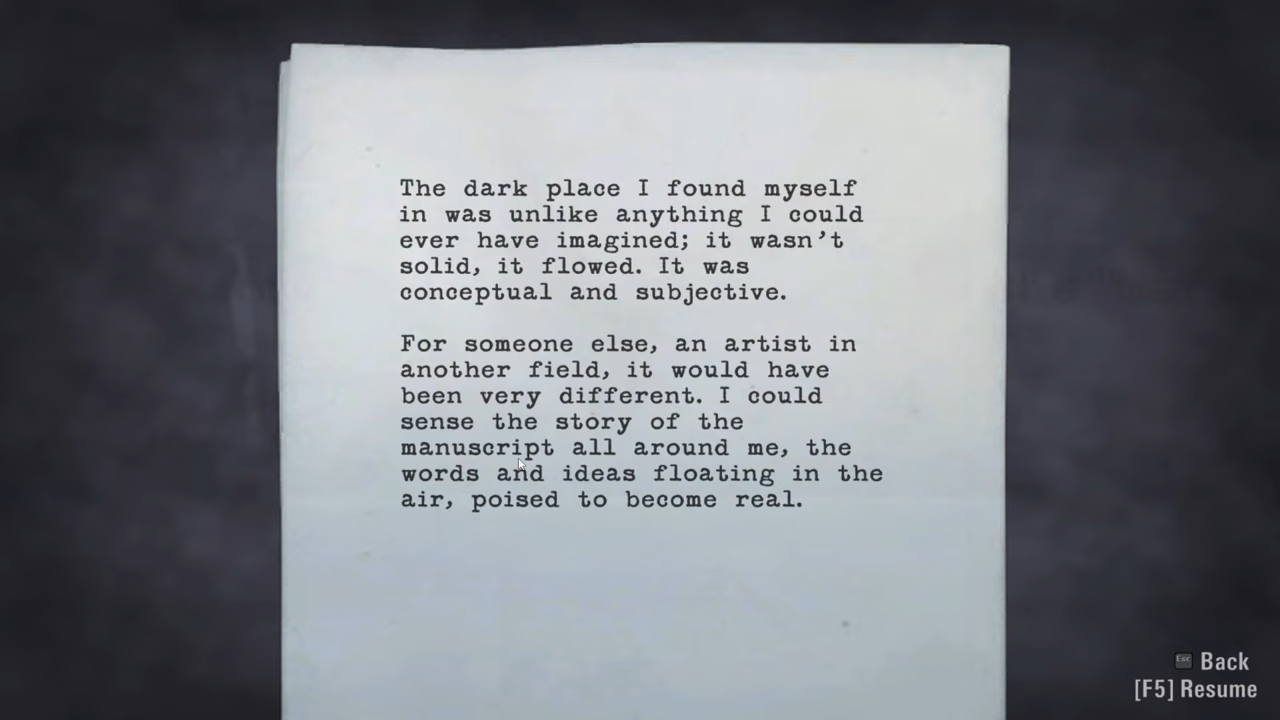 The dark place I found myself
in was unlike anything I could
ever have imagined; it wasn't
solid, it flowed. It was
conceptual and subjective.
For someone else, an artist in
another field, it would have
been very different. I could
sense the story of the
manuscript all around me, the
words and ideas floating in the
air, poised to become real.
Esc Back
[F5] Resume